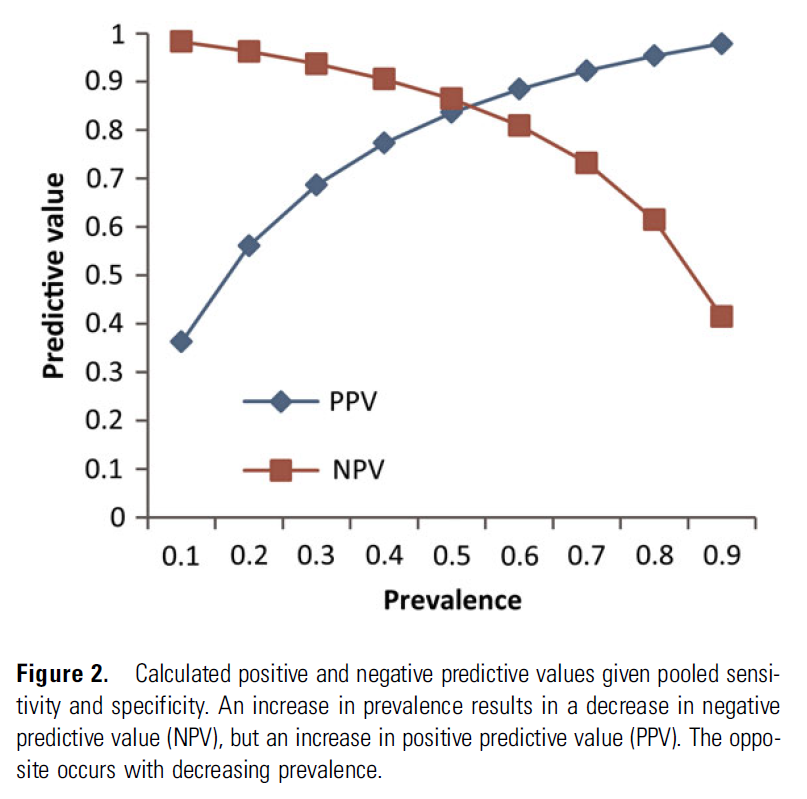 1
0.9
0.8
0.7
0.6
0.5
0.4
0.3
0.2
0.1
0
Predictive value
PPV
NPV
0.1 0.2 0.3 0.4 0.5 0.6 0.7 0.8 0.9
Prevalence
Figure 2. Calculated positive and negative predictive values given pooled sensi-
tivity and specificity. An increase in prevalence results in a decrease in negative
predictive value (NPV), but an increase in positive predictive value (PPV). The oppo-
site occurs with decreasing prevalence.